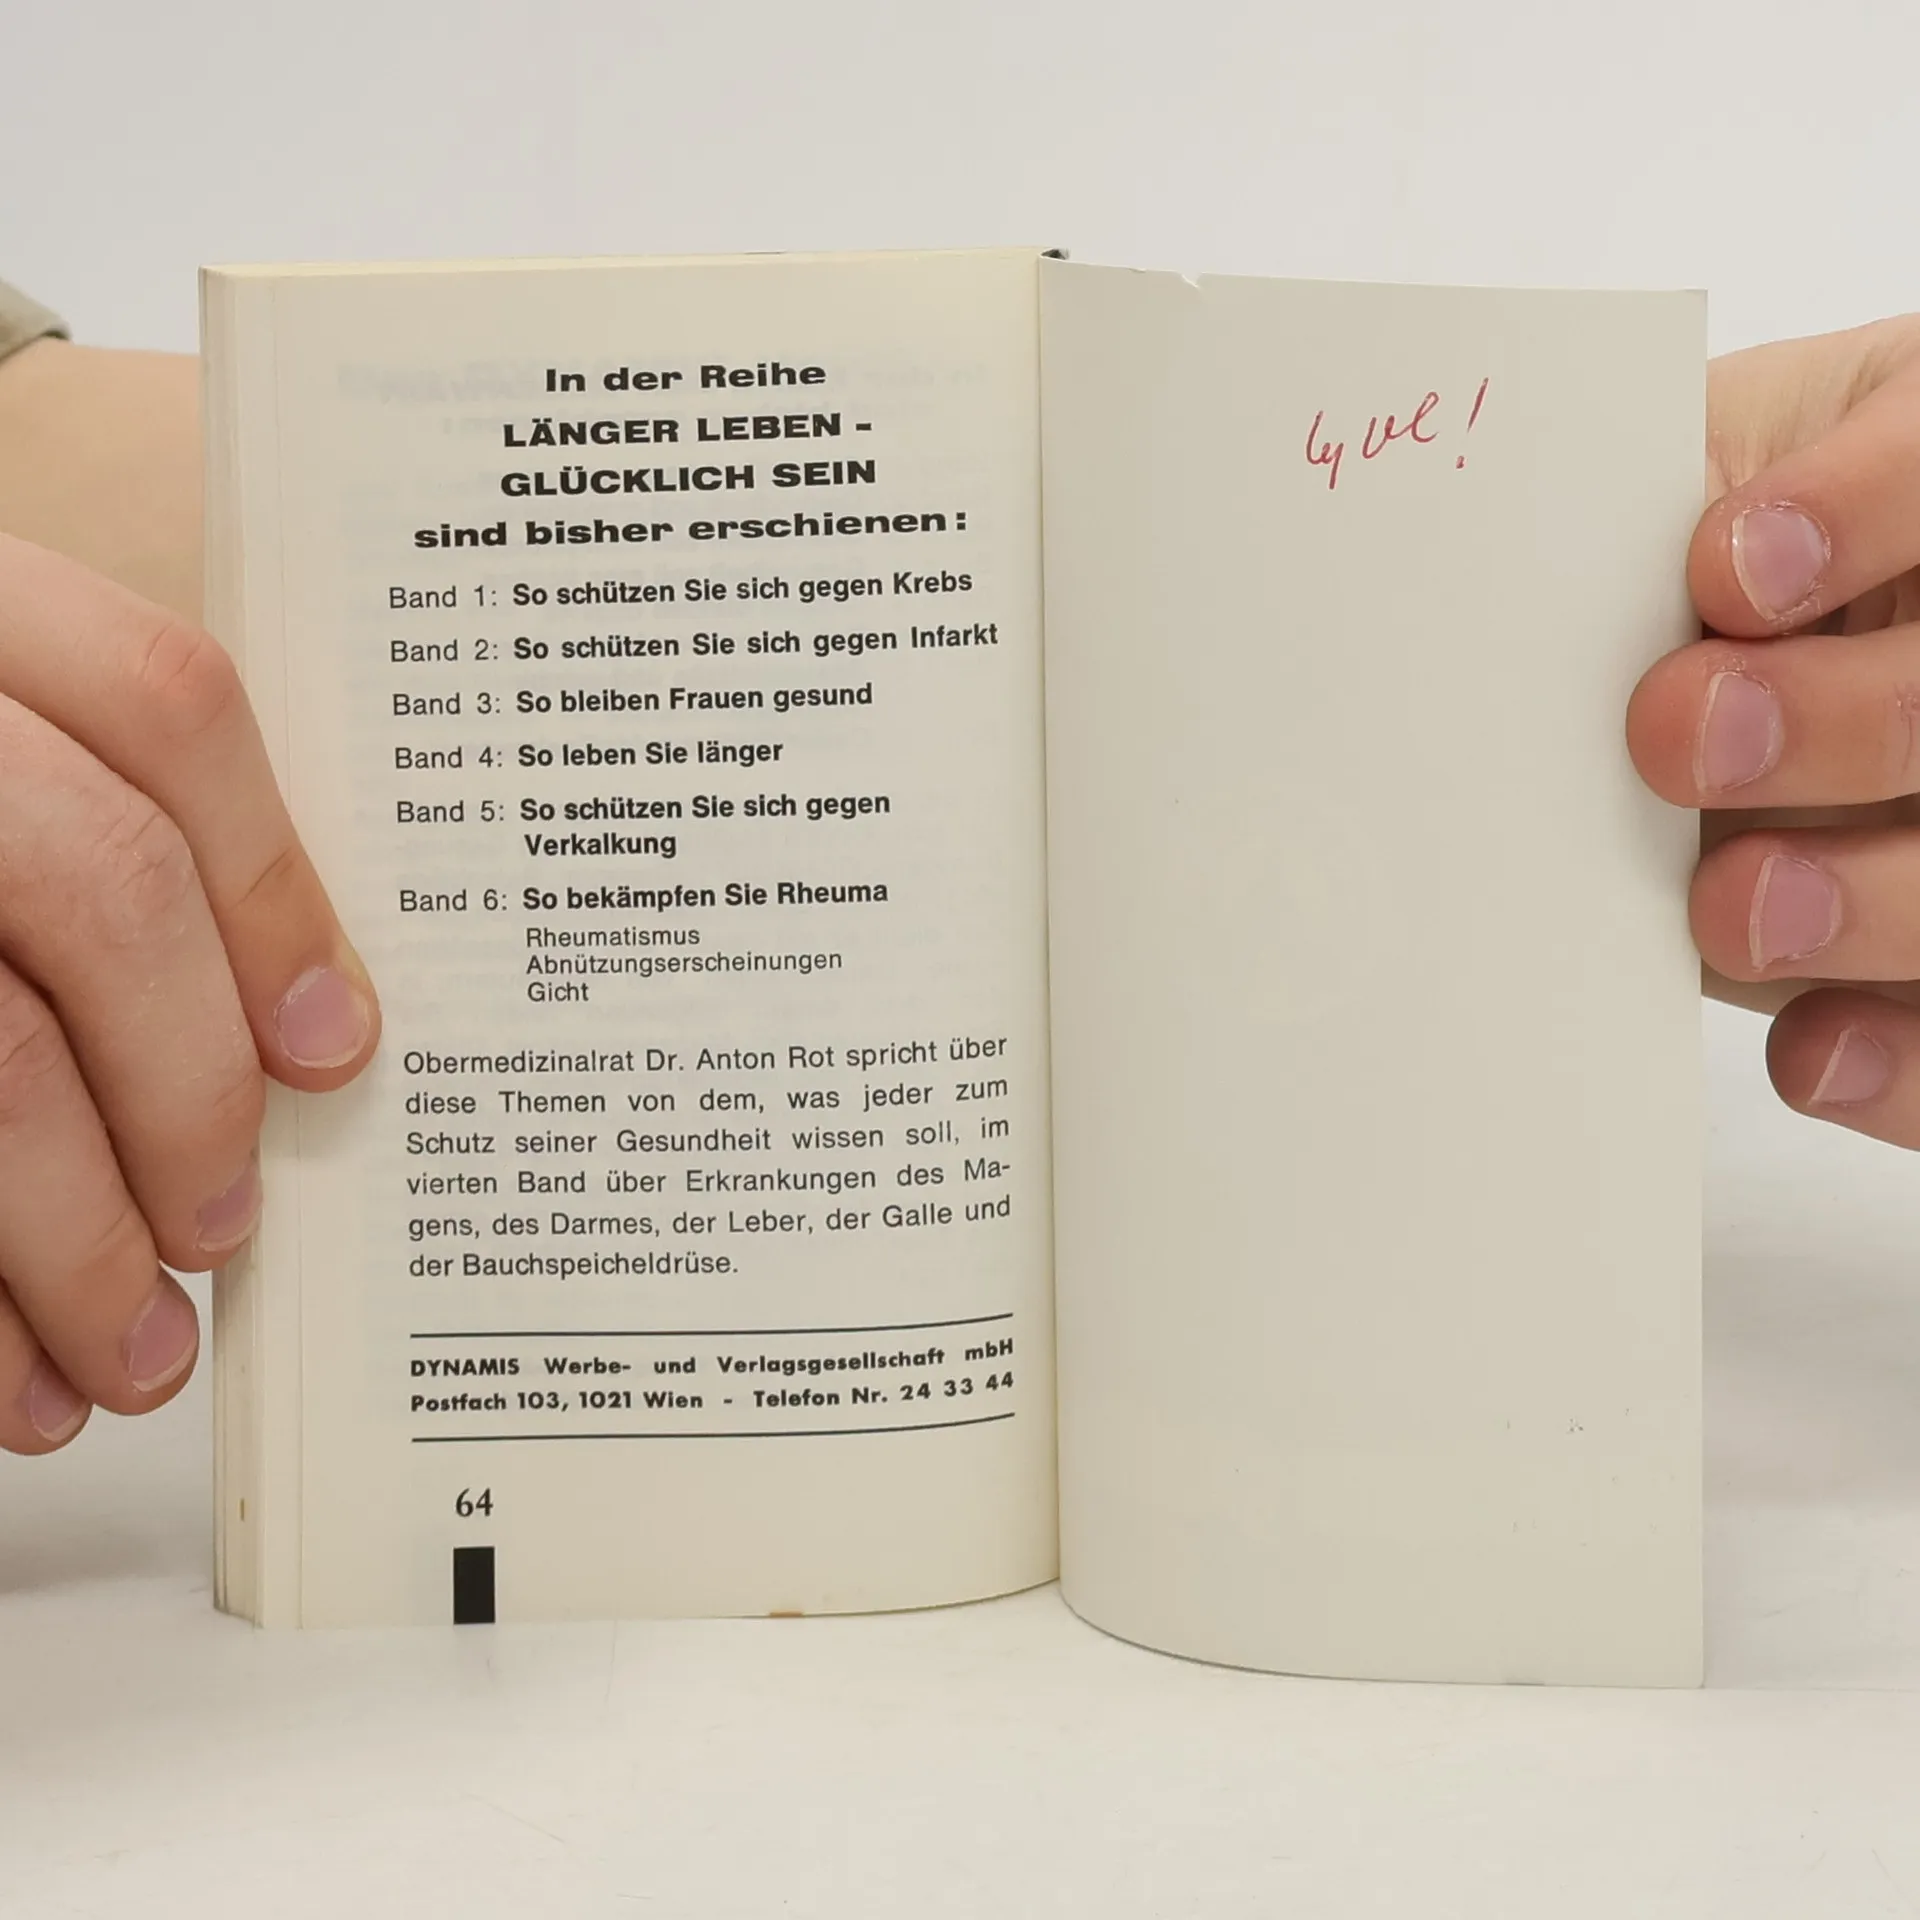 In der Reihe
LÄNGER LEBEN -
GLÜCKLICH SEIN
sind bisher erschienen:
Band 1: So schützen Sie sich gegen Krebs
Band 2: So schützen Sie sich gegen Infarkt
Band 3: So bleiben Frauen gesund
Band 4: So leben Sie länger
Band 5: So schützen Sie sich gegen
Verkalkung
Band 6: So bekämpfen Sie Rheuma
Rheumatismus
Abnützungserscheinungen
Gicht
Obermedizinalrat Dr. Anton Rot spricht über
diese Themen von dem, was jeder zum
Schutz seiner Gesundheit wissen soll, im
vierten Band über Erkrankungen des Ma-
gens, des Darmes, der Leber, der Galle und
der Bauchspeicheldrüse.
DYNAMIS Werbe- und Verlagsgesellschaft mbH
Postfach 103, 1021 Wien - Telefon Nr. 24 33 44
64